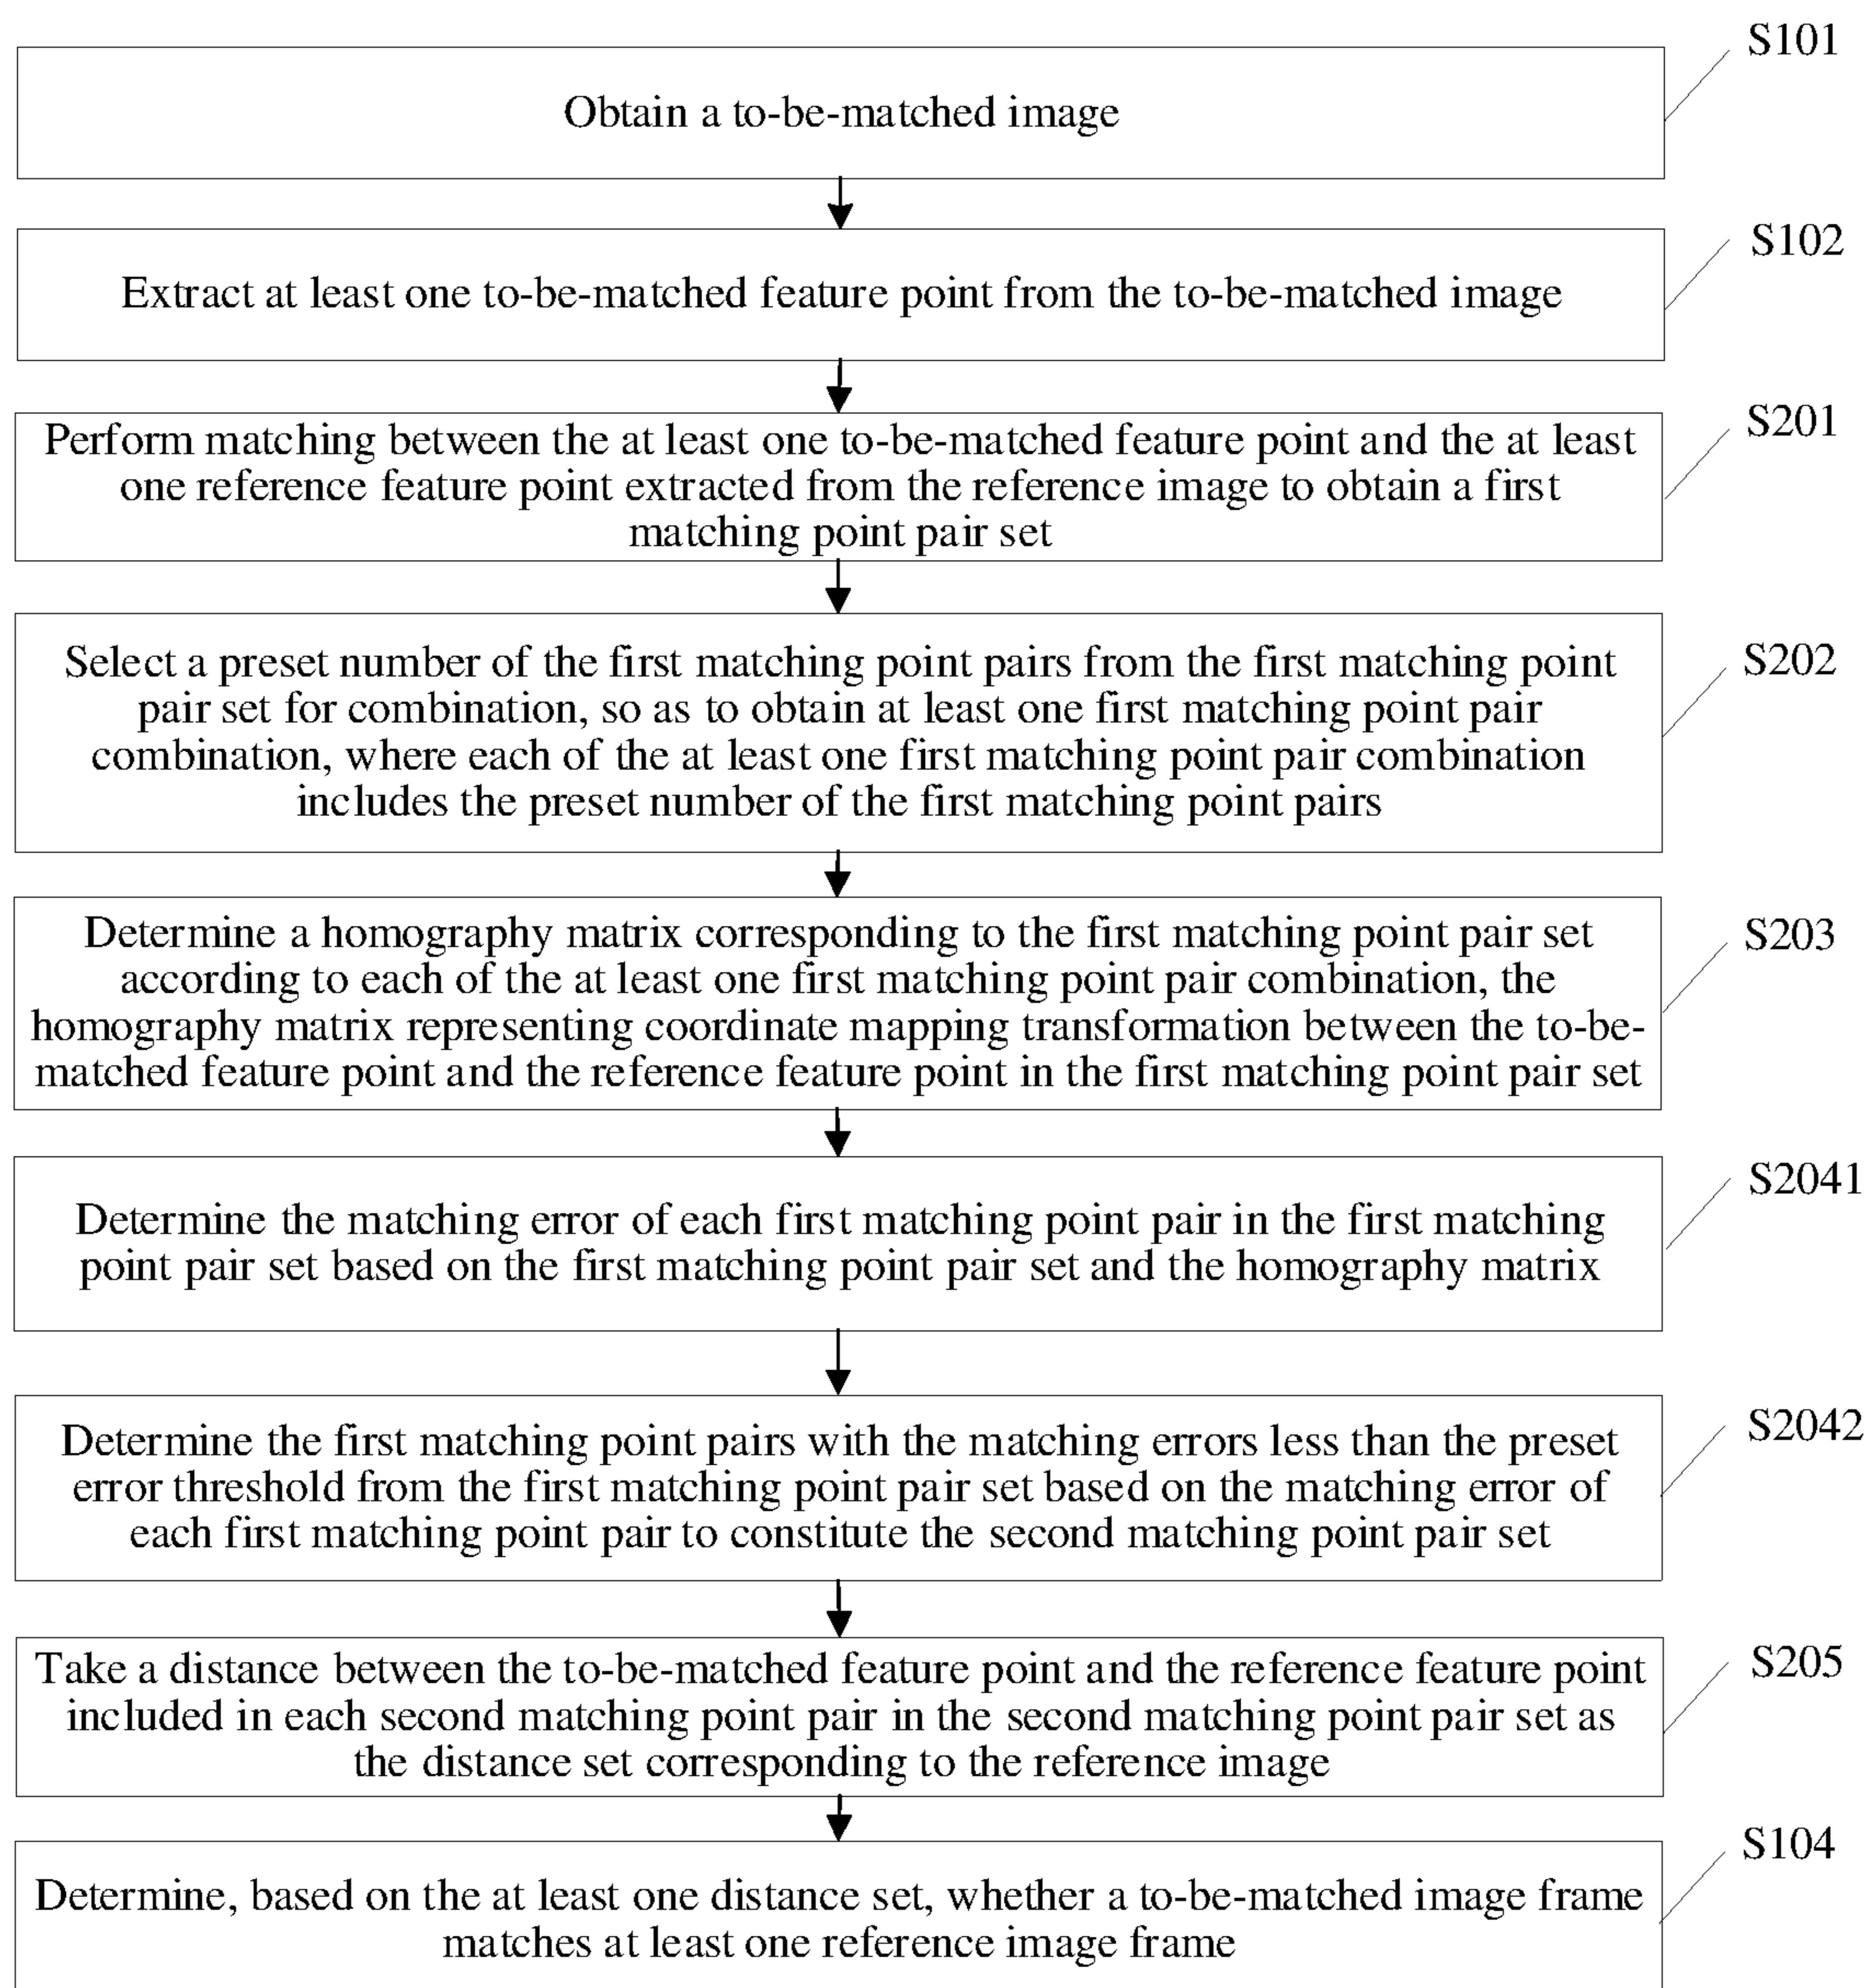 S101
Obtain a to-be-matched image
S102
Extract at least one to-be-matched feature point from the to-be-matched image
S201
Perform matching between the at least one to-be-matched feature point and the at least
one reference feature point extracted from the reference image to obtain a first
matching point pair set
S202
Select a preset number of the first matching point pairs from the first matching point
pair set for combination, so as to obtain at least one first matching point pair
combination, where each of the at least one first matching point pair combination
includes the preset number of the first matching point pairs
S203
Determine a homography matrix corresponding to the first matching point pair set
according to each of the at least one first matching point pair combination, the
homography matrix representing coordinate mapping transformation between the to-be-
matched feature point and the reference feature point in the first matching point pair set
S2041
Determine the matching error of each first matching point pair in the first matching
point pair set based on the first matching point pair set and the homography matrix
S2042
Determine the first matching point pairs with the matching errors less than the preset
error threshold from the first matching point pair set based on the matching error of
each first matching point pair to constitute the second matching point pair set
S205
Take a distance between the to-be-matched feature point and the reference feature point
included in each second matching point pair in the second matching point pair set as
the distance set corresponding to the reference image
S104
Determine, based on the at least one distance set, whether a to-be-matched image frame
matches at least one reference image frame